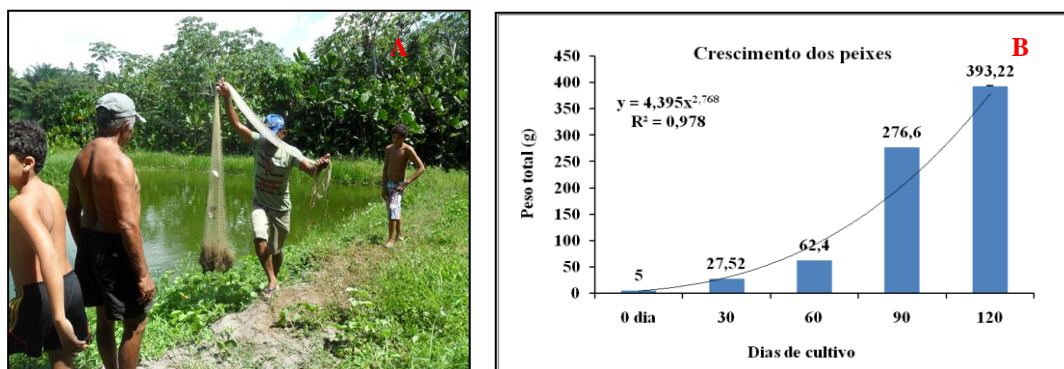 A
B
Crescimento dos peixes
y = 4,395x²,⁷⁶⁸
R² = 0,978
Peso total (g)
450
400
350
300
250
200
150
100
50
0
5
27,52
62,4
276,6
393,22
0 dia 30 60 90 120
Dias de cultivo